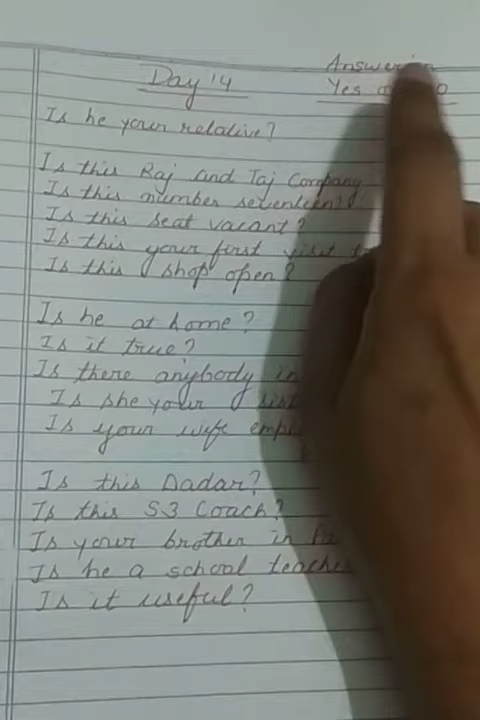 Day 14
Answer in
Yes
Is he your relative?
Is this Raj and Taj Company
Is this number seventeen?
Is this seat vacant?
Is this your first visit
Is this shop open?
Is he at home?
Is it true?
Is there anybody in
Is she your
Is your wife
Is this Dadar?
Is this S3 Coach?
Is your brother in
Is he a school
Is it useful?